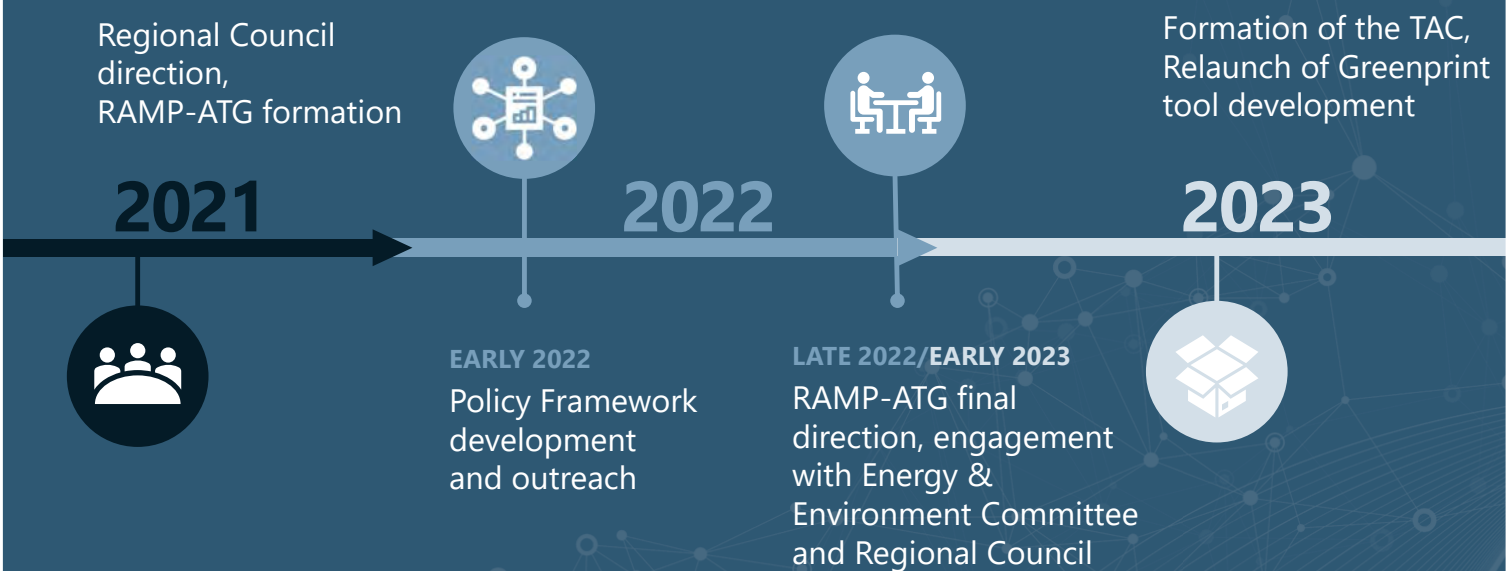 Regional Council
direction,
RAMP-ATG formation
2021
EARLY 2022
Policy Framework
development
and outreach
2022
LATE 2022/EARLY 2023
RAMP-ATG final
direction, engagement
with Energy &
Environment Committee
and Regional Council
Formation of the TAC,
Relaunch of Greenprint
tool development
2023